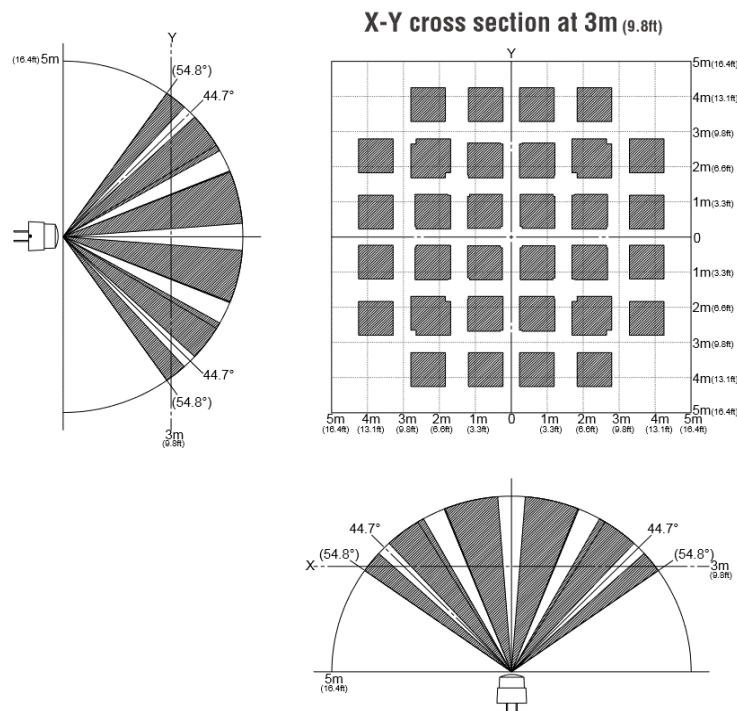 X-Y cross section at 3m (9.8ft)
Y
(16.4ft) 5m
(54.8°)
44.7°
44.7°
(54.8°)
3m
(9.8ft)
Y
5m(16.4ft)
4m(13.1ft)
3m(9.8ft)
2m(6.6ft)
1m(3.3ft)
0
1m(3.3ft)
2m(6.6ft)
3m(9.8ft)
4m(13.1ft)
5m(16.4ft)
5m 4m 3m 2m 1m 0 1m 2m 3m 4m 5m
(16.4ft) (13.1ft) (9.8ft) (6.6ft) (3.3ft) (3.3ft) (6.6ft) (9.8ft) (13.1ft) (16.4ft)
44.7° 44.7°
(54.8°) (54.8°)
X 3m
(9.8ft)
5m
(16.4ft)